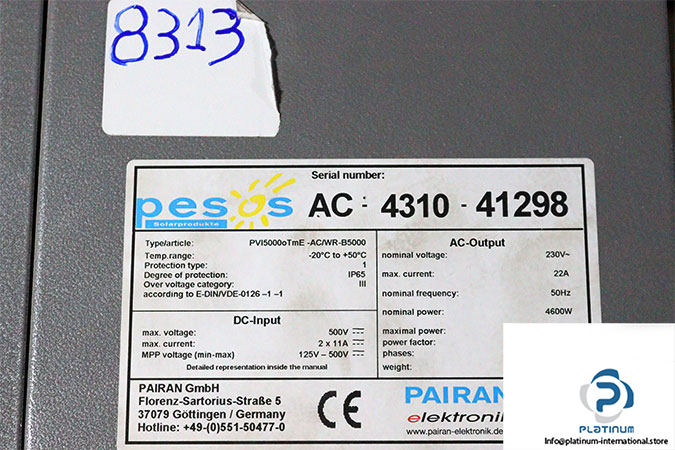 8313
Serial number:
pesos
Solarprodukte
AC - 4310 - 41298
Type/article: PVI5000oTmE -AC/WR-B5000
Temp.range: -20°C to +50°C
Protection type: 1
Degree of protection: IP65
Over voltage category: III
according to E-DIN/VDE-0126 –1 –1
DC-Input
max. voltage: 500V
max. current: 2 x 11A
MPP voltage (min-max) 125V – 500V
Detailed representation inside the manual
AC-Output
nominal voltage: 230V~
max. current: 22A
nominal frequency: 50Hz
nominal power: 4600W
maximal power:
power factor:
phases:
weight:
PAIRAN GmbH
Florenz-Sartorius-Straße 5
37079 Göttingen / Germany
Hotline: +49-(0)551-50477-0
CE
PAIRAN
elektronik
www.pairan-elektronik.de
PLATINUM
Info@platinum-international.store